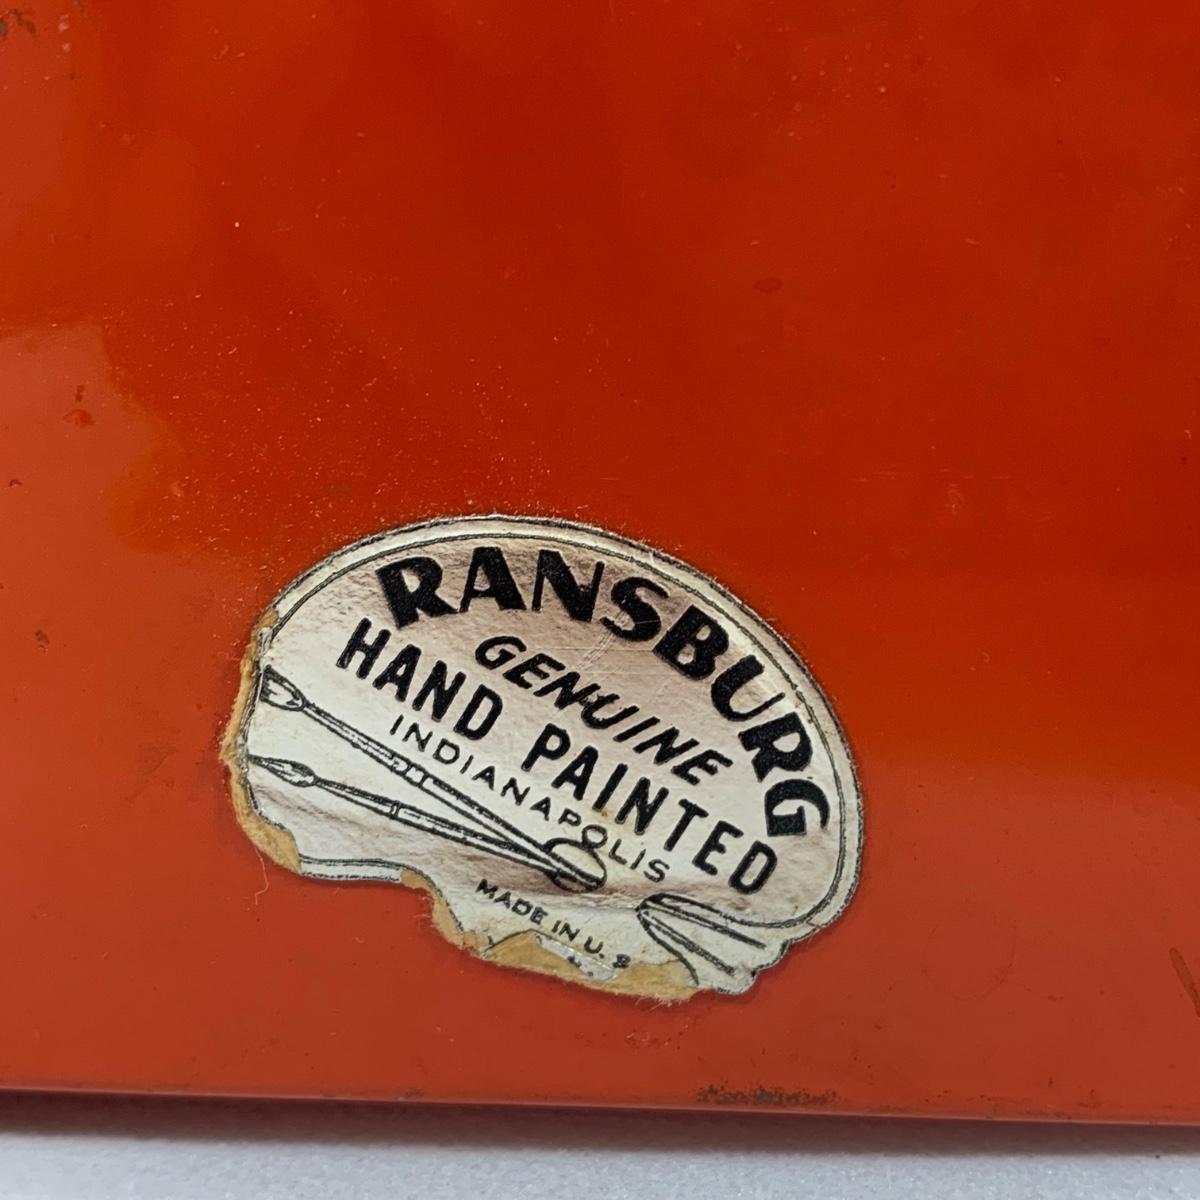 RANSBURG
GENUINE
HAND PAINTED
INDIANAPOLIS
MADE IN U. S